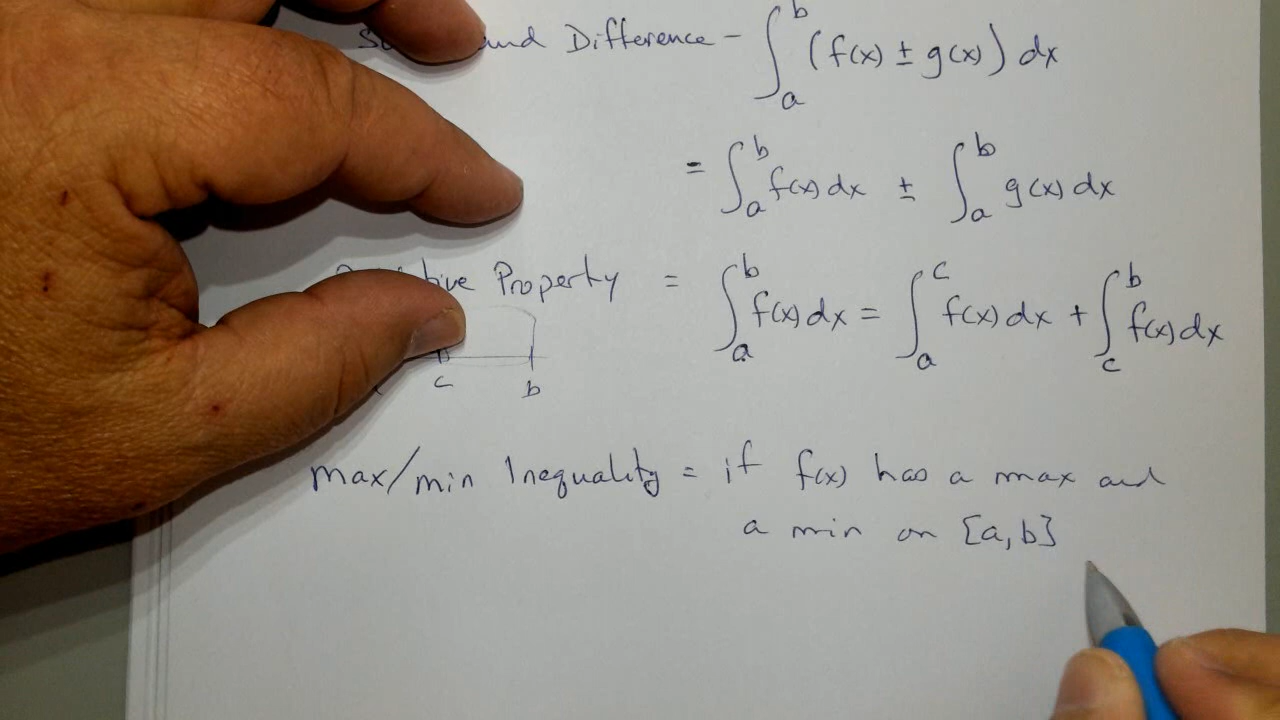 and Difference - ∫_a^b (f(x) ± g(x)) dx
= ∫_a^b f(x) dx ± ∫_a^b g(x) dx
Property = ∫_a^b f(x) dx = ∫_a^c f(x) dx + ∫_c^b f(x) dx
c b
max/min Inequality = if f(x) has a max and
a min on [a,b]